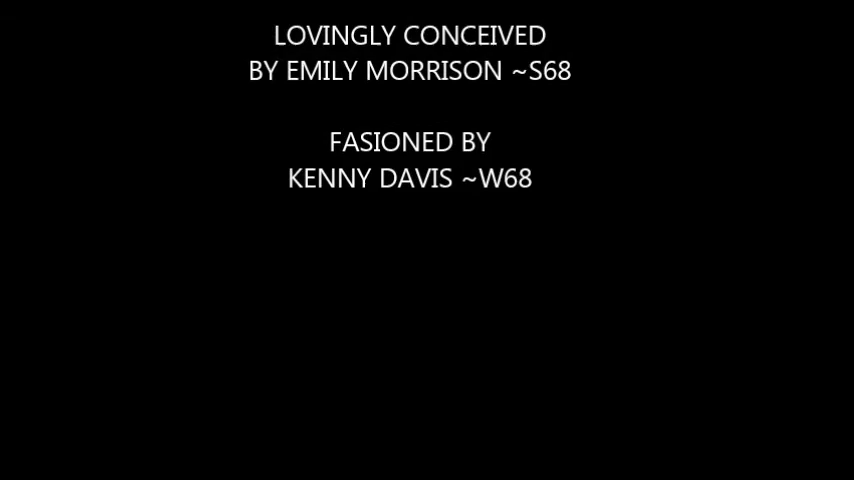 LOVINGLY CONCEIVED
BY EMILY MORRISON ~S68
FASIONED BY
KENNY DAVIS ~W68